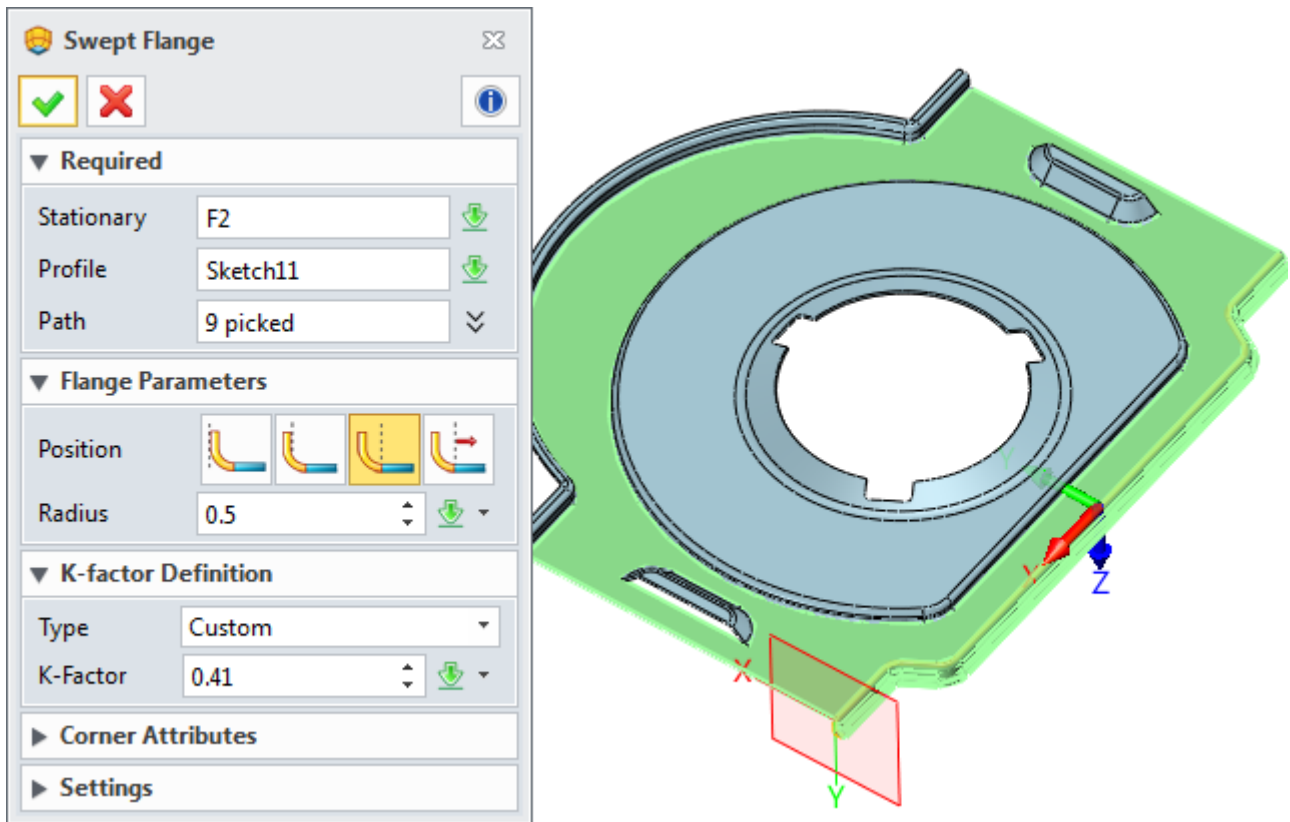 Swept Flange
Required
Stationary F2
Profile Sketch11
Path 9 picked
Flange Parameters
Position
Radius 0.5
K-factor Definition
Type Custom
K-Factor 0.41
Corner Attributes
Settings
Y
X
Z
X
Y